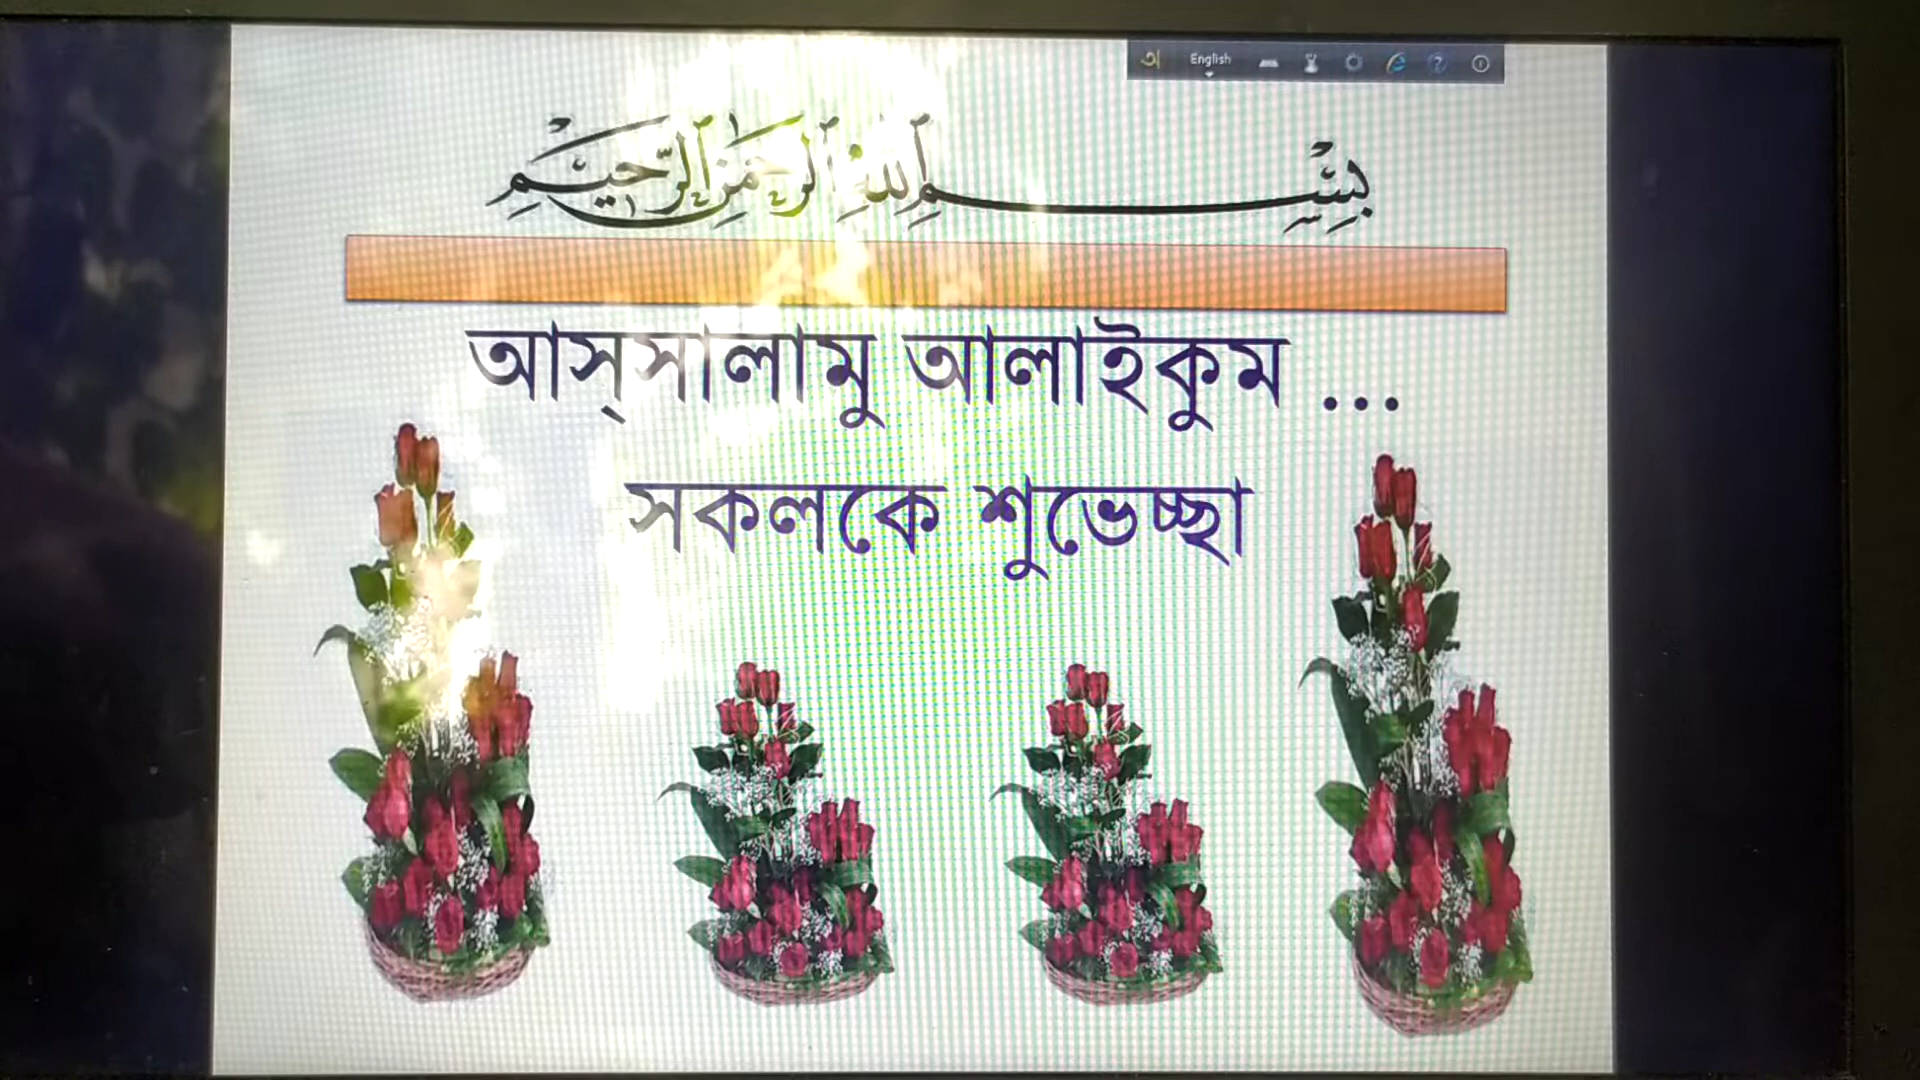 English
بِسْمِ اللهِ الرَّحْمٰنِ الرَّحِيْمِ
আস্‌সালামু আলাইকুম ...
সকলকে শুভেচ্ছা